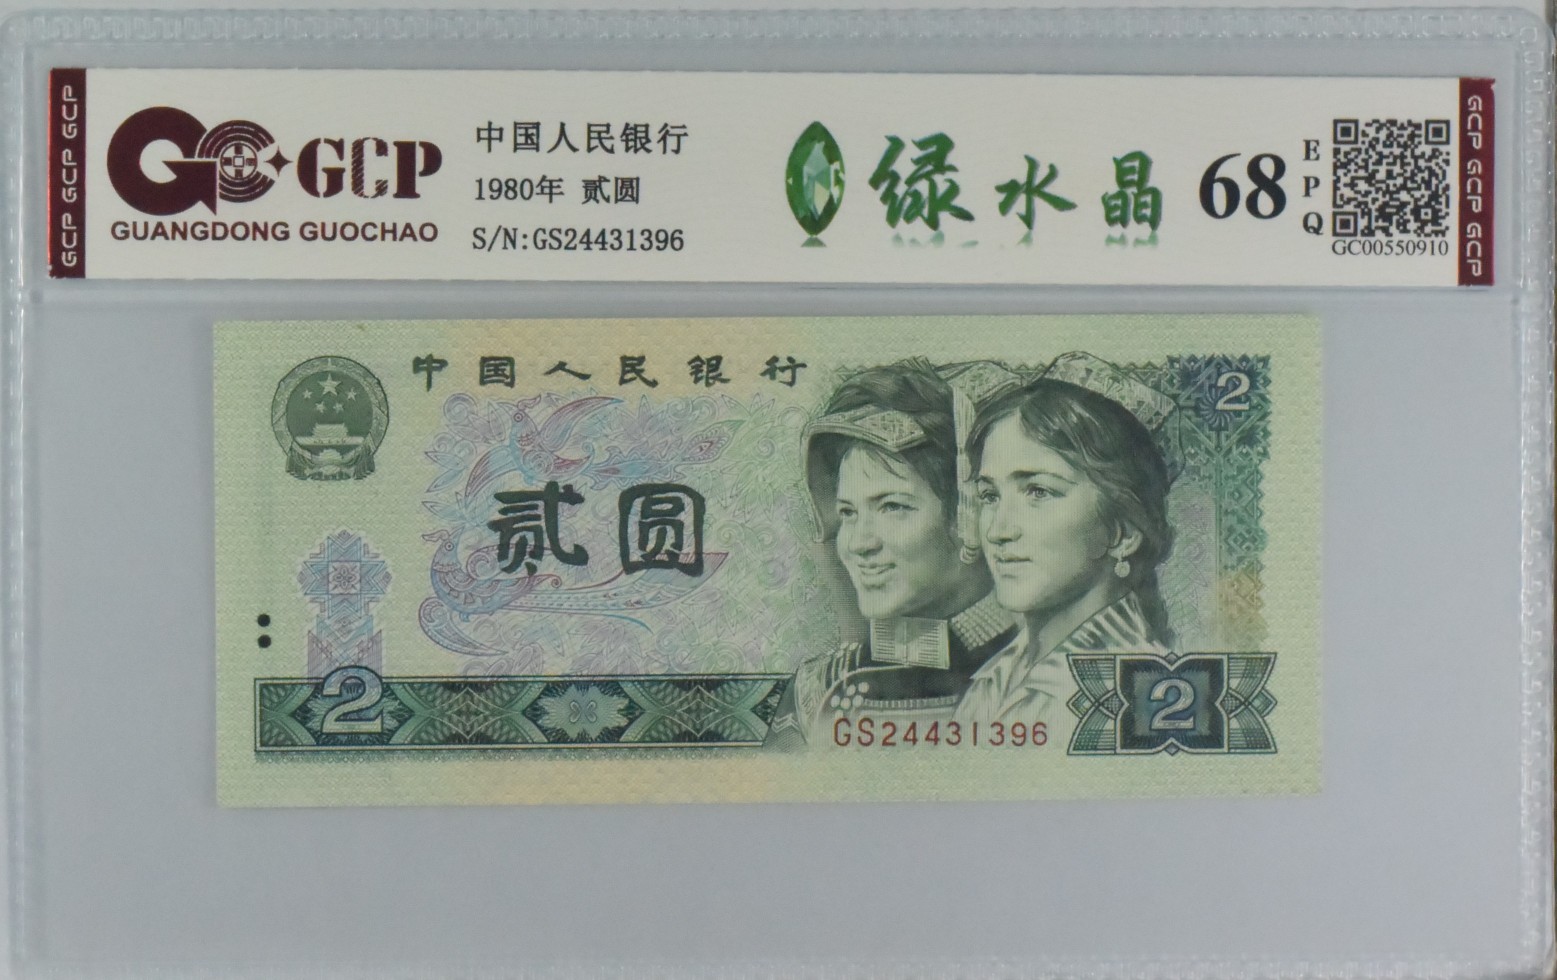 GCP GCP GCP
GCP
GUANGDONG GUOCHAO
中国人民银行
1980年 贰圆
S/N:GS24431396
绿水晶
68
EPQ
GC00550910
GCP GCP GCP
中国人民银行
2
贰圆
2
GS24431396
2